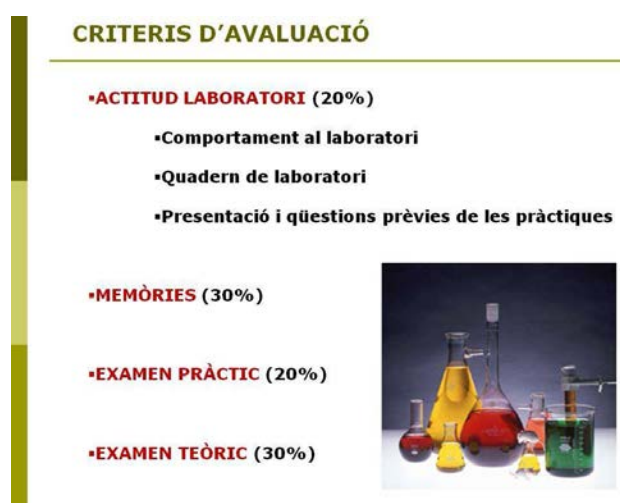 CRITERIS D'AVALUACIÓ
▪ACTITUD LABORATORI (20%)
▪Comportament al laboratori
▪Quadern de laboratori
▪Presentació i qüestions prèvies de les pràctiques
▪MEMÒRIES (30%)
▪EXAMEN PRÀCTIC (20%)
▪EXAMEN TEÒRIC (30%)